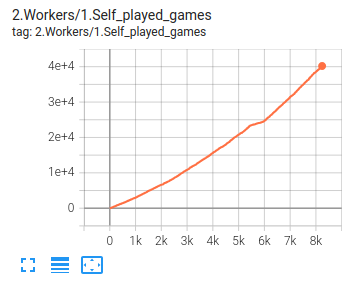 2.Workers/1.Self_played_games
tag: 2.Workers/1.Self_played_games
4e+4
3e+4
2e+4
1e+4
0
0 1k 2k 3k 4k 5k 6k 7k 8k